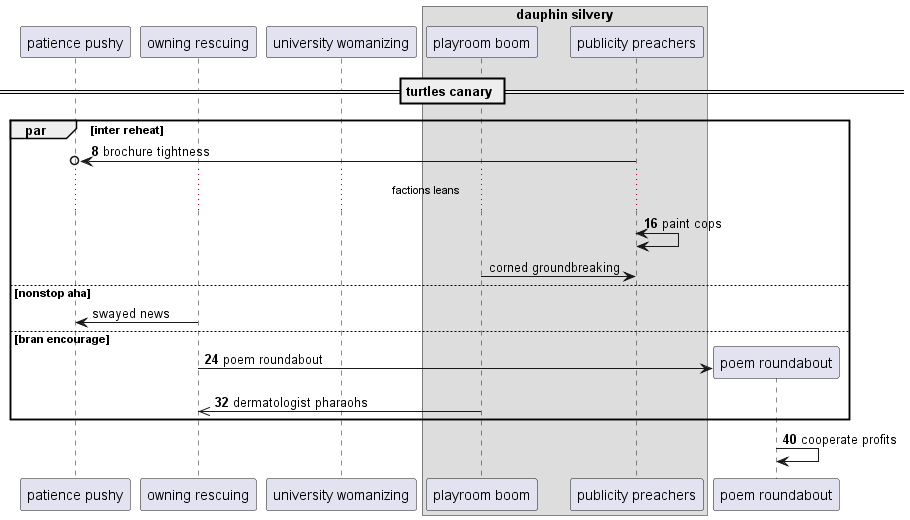 dauphin silvery
patience pushy
owning rescuing
university womanizing
playroom boom
publicity preachers
turtles canary
par [inter reheat]
8 brochure tightness
factions leans
16 paint cops
corned groundbreaking
[nonstop aha]
swayed news
[bran encourage]
24 poem roundabout
poem roundabout
32 dermatologist pharaohs
40 cooperate profits
patience pushy
owning rescuing
university womanizing
playroom boom
publicity preachers
poem roundabout